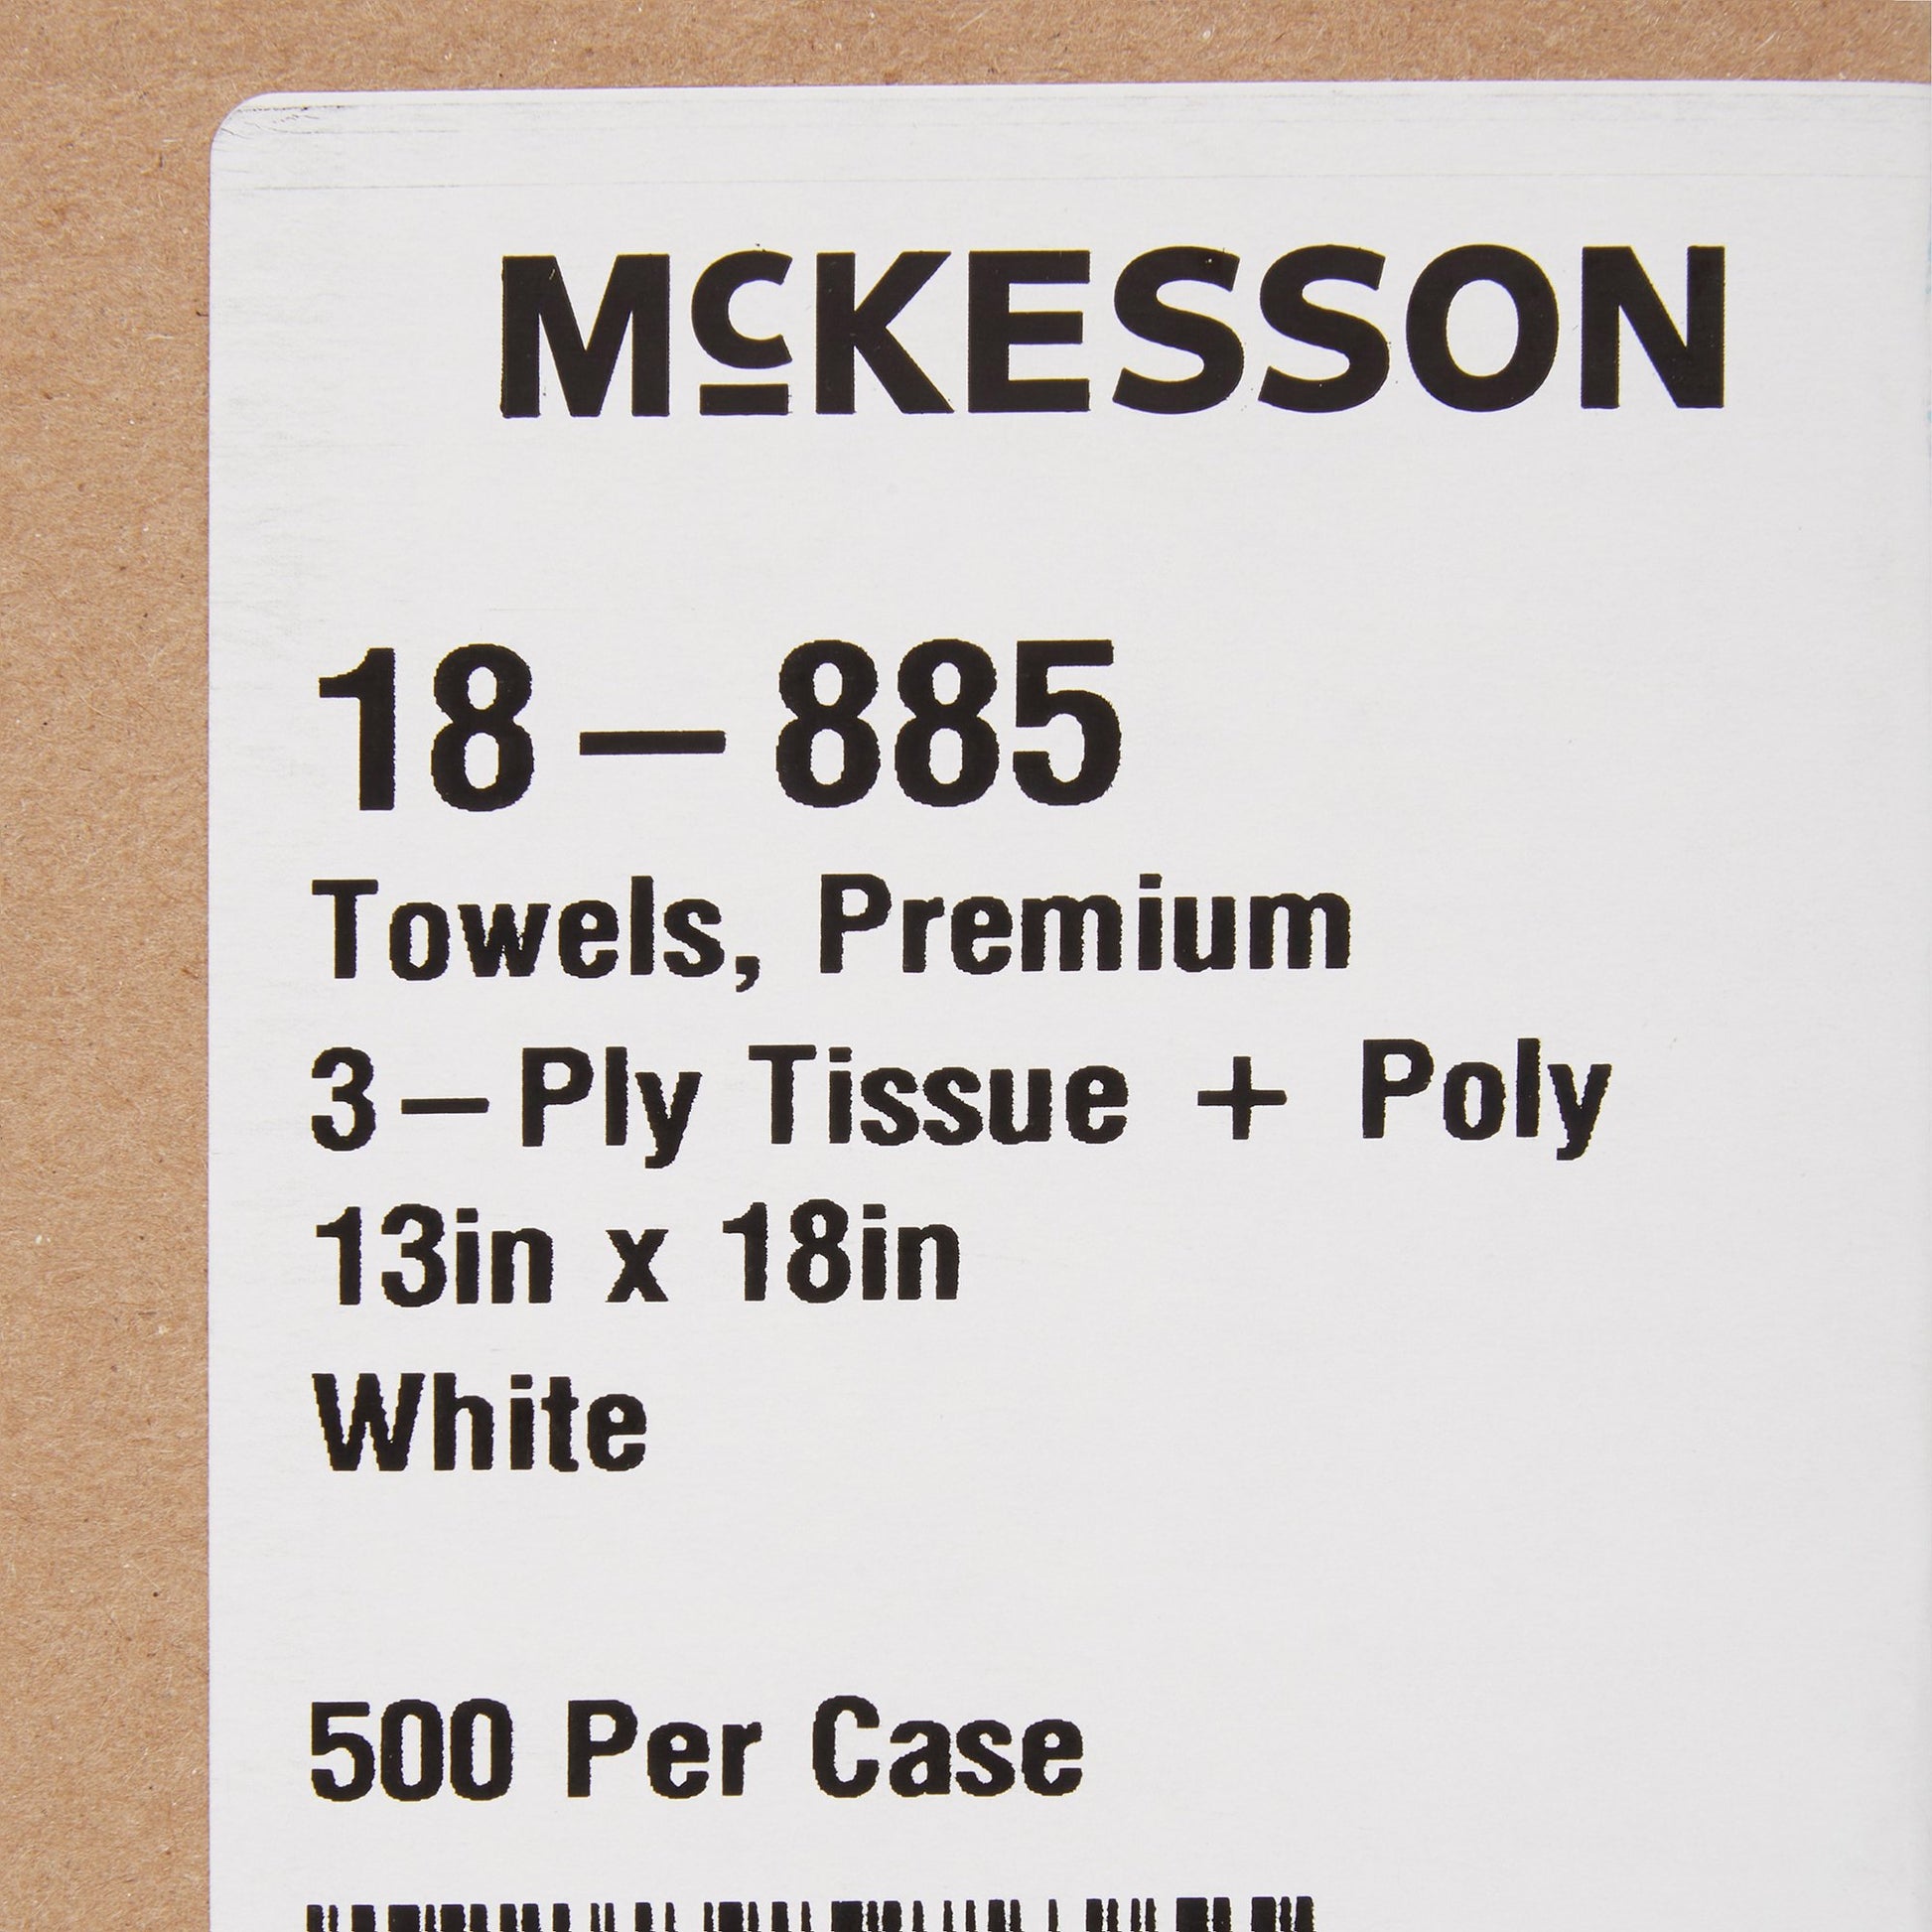 McKESSON
18-885
Towels, Premium
3-Ply Tissue + Poly
13in x 18in
White
500 Per Case